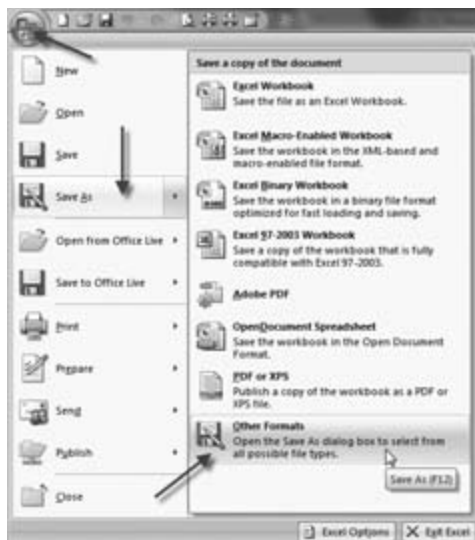 New
Open
Save
Save As
Open from Office Live
Save to Office Live
Print
Prepare
Send
Publish
Close
Save a copy of the document
Excel Workbook
Save the file as an Excel Workbook.
Excel Macro-Enabled Workbook
Save the workbook in the XML-based and
macro-enabled file format.
Excel Binary Workbook
Save the workbook in a binary file format
optimized for fast loading and saving.
Excel 97-2003 Workbook
Save a copy of the workbook that is fully
compatible with Excel 97-2003.
Adobe PDF
OpenDocument Spreadsheet
Save the workbook in the Open Document
Format.
PDF or XPS
Publish a copy of the workbook as a PDF or
XPS file.
Other Formats
Open the Save As dialog box to select from
all possible file types.
Save As (F12)
Excel Options
Exit Excel